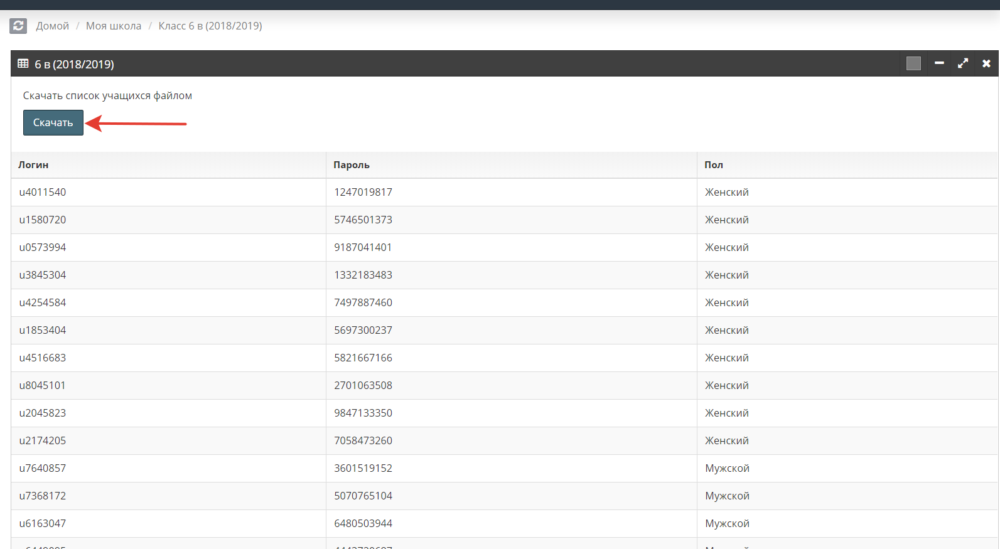 Домой / Моя школа / Класс 6 в (2018/2019)
6 в (2018/2019)
Скачать список учащихся файлом
Скачать
Логин Пароль Пол
u4011540 1247019817 Женский
u1580720 5746501373 Женский
u0573994 9187041401 Женский
u3845304 1332183483 Женский
u4254584 7497887460 Женский
u1853404 5697300237 Женский
u4516683 5821667166 Женский
u8045101 2701063508 Женский
u2045823 9847133350 Женский
u2174205 7058473260 Женский
u7640857 3601519152 Мужской
u7368172 5070765104 Мужской
u6163047 6480503944 Мужской